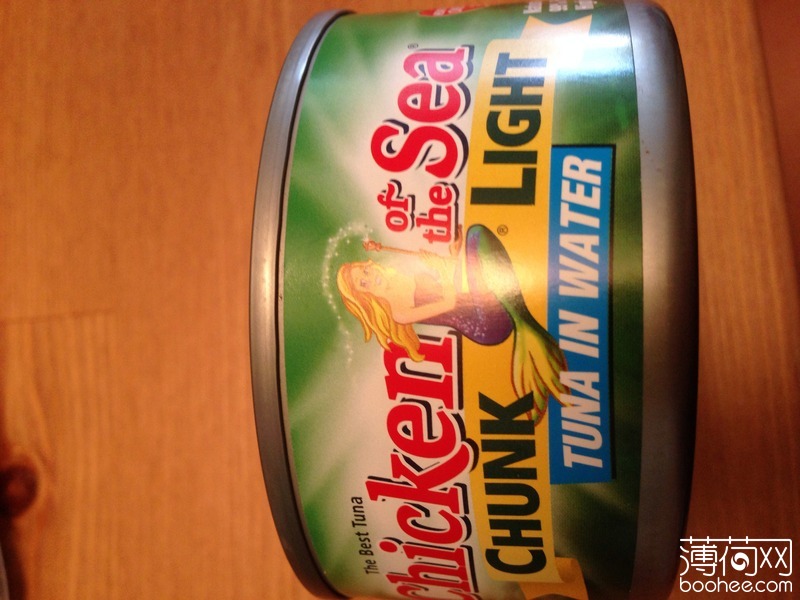 The Best Tuna
Chicken
of the
Sea®
CHUNK LIGHT
TUNA IN WATER
薄荷网
boohee.com